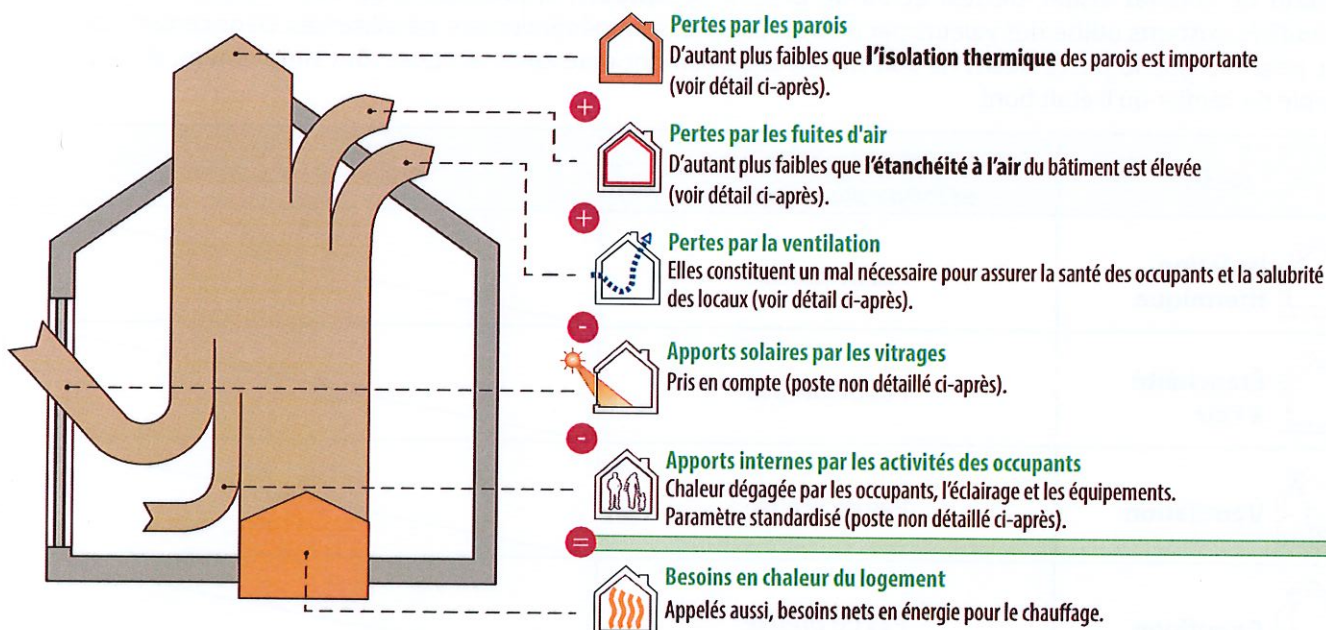 Pertes par les parois
D'autant plus faibles que l'isolation thermique des parois est importante
(voir détail ci-après).
+
Pertes par les fuites d'air
D'autant plus faibles que l'étanchéité à l'air du bâtiment est élevée
(voir détail ci-après).
+
Pertes par la ventilation
Elles constituent un mal nécessaire pour assurer la santé des occupants et la salubrité
des locaux (voir détail ci-après).
-
Apports solaires par les vitrages
Pris en compte (poste non détaillé ci-après).
-
Apports internes par les activités des occupants
Chaleur dégagée par les occupants, l'éclairage et les équipements.
Paramètre standardisé (poste non détaillé ci-après).
=
Besoins en chaleur du logement
Appelés aussi, besoins nets en énergie pour le chauffage.